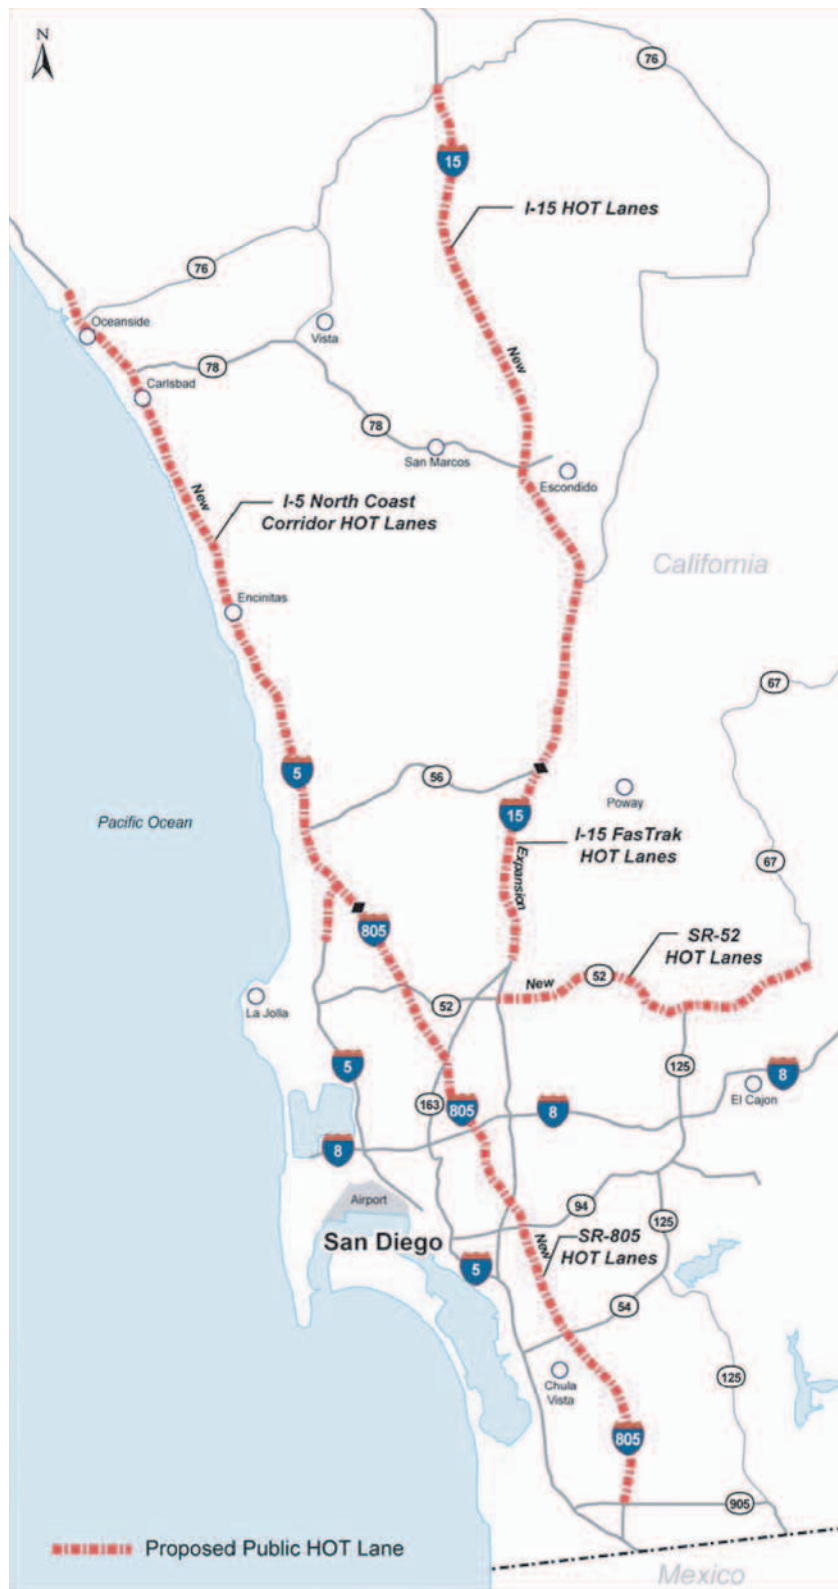 N
76
15
I-15 HOT Lanes
76
Oceanside
Vista
New
78
Carlsbad
78
San Marcos
Escondido
New
I-5 North Coast
Corridor HOT Lanes
California
Encinitas
67
5
56
Poway
15
Pacific Ocean
I-15 FasTrak
HOT Lanes
Expansion
67
805
SR-52
HOT Lanes
New
52
La Jolla
52
5
125
8
El Cajon
163
805
8
8
Airport
94
125
San Diego
New
SR-805
HOT Lanes
5
54
Chula
Vista
125
805
905
Proposed Public HOT Lane
Mexico